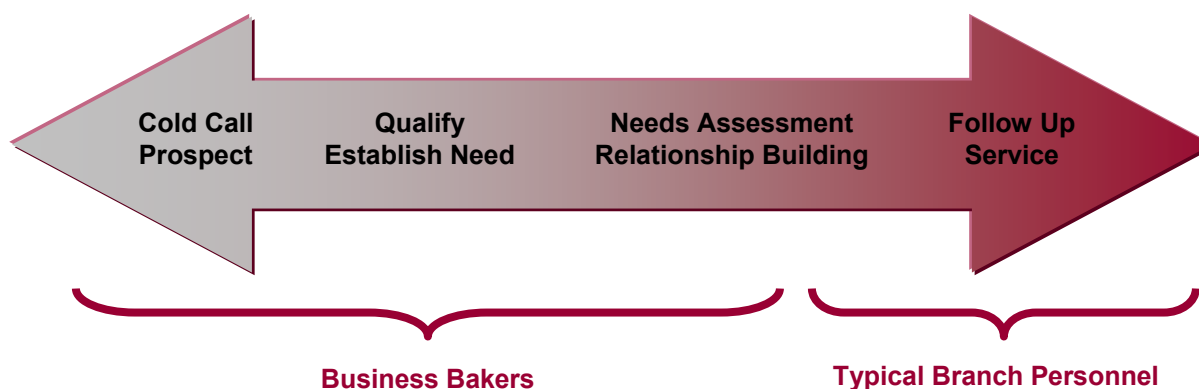 Cold Call
Prospect
Qualify
Establish Need
Needs Assessment
Relationship Building
Follow Up
Service
Business Bakers
Typical Branch Personnel